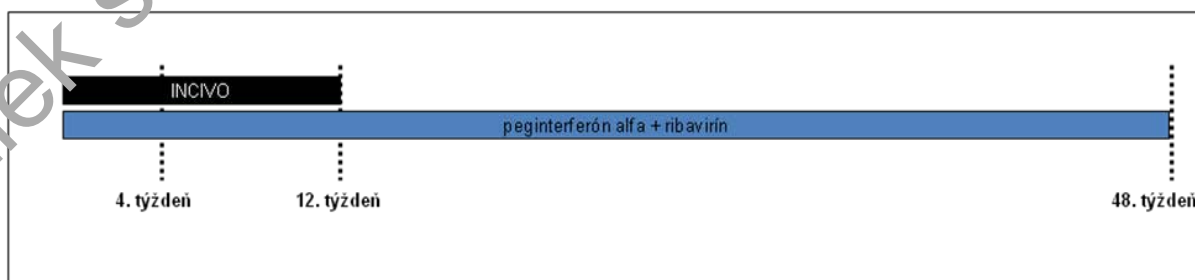 INCIVO
peginterferón alfa + ribavirín
4. týždeň 12. týždeň 48. týždeň